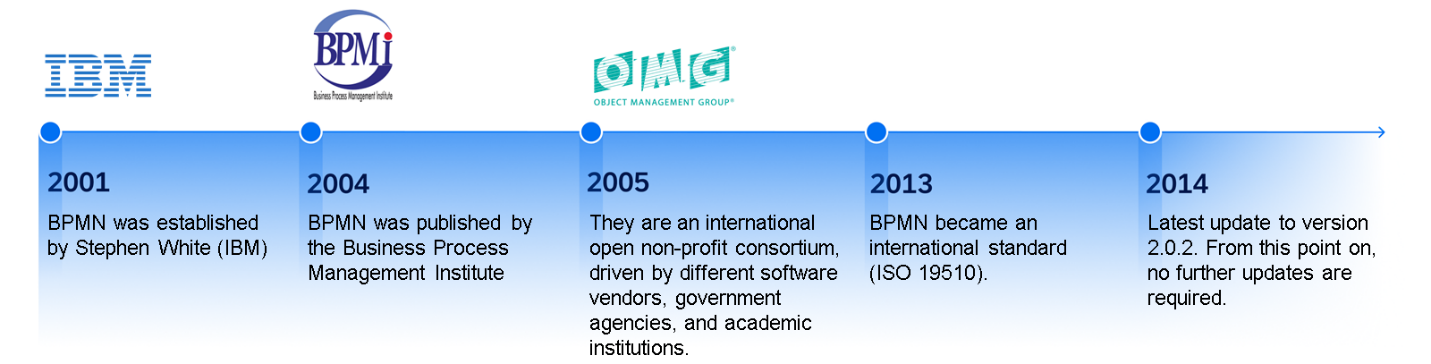 IBM
BPMi
Business Process Management Institute
OMG®
OBJECT MANAGEMENT GROUP®
2001
BPMN was established
by Stephen White (IBM)
2004
BPMN was published by
the Business Process
Management Institute
2005
They are an international
open non-profit consortium,
driven by different software
vendors, government
agencies, and academic
institutions.
2013
BPMN became an
international standard
(ISO 19510).
2014
Latest update to version
2.0.2. From this point on,
no further updates are
required.